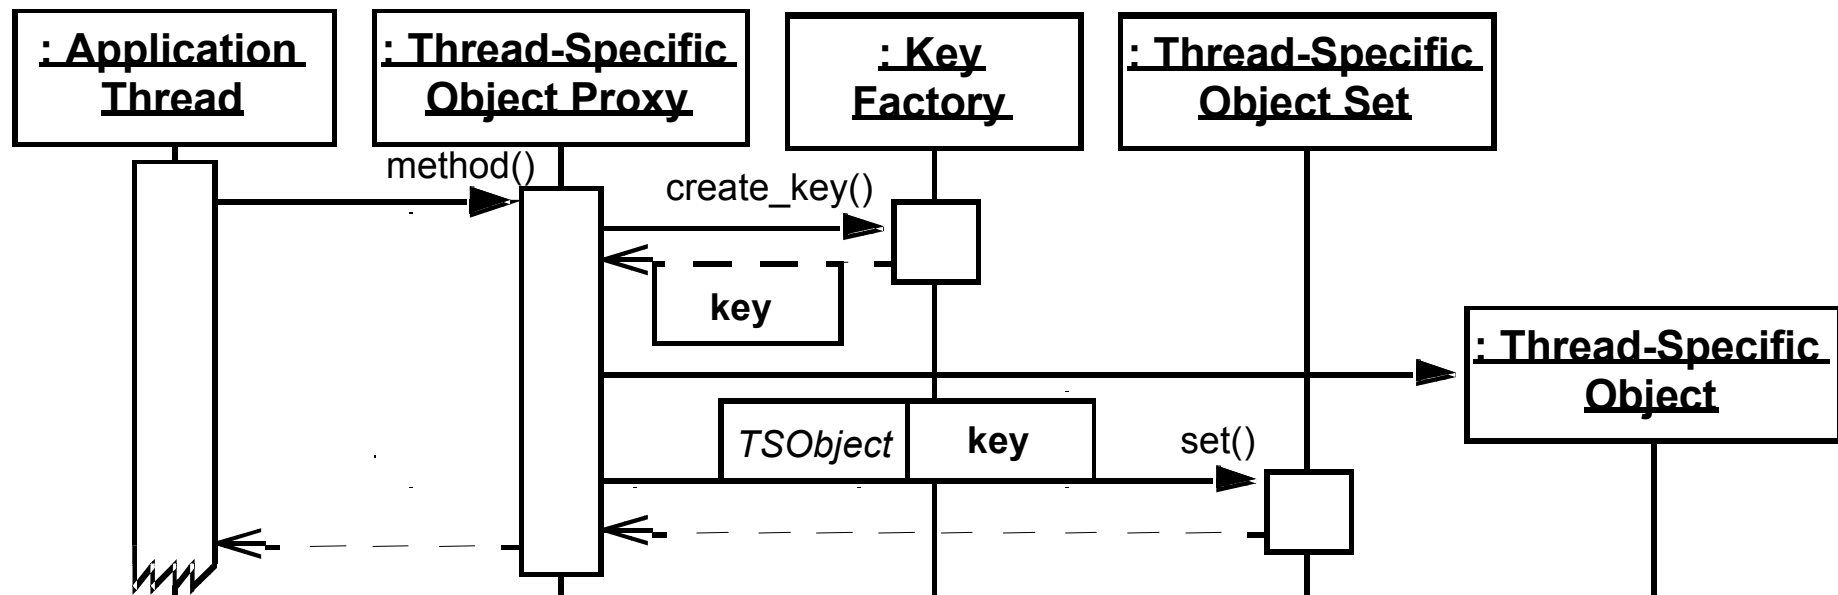 : Application
Thread
: Thread-Specific
Object Proxy
: Key
Factory
: Thread-Specific
Object Set
method()
create_key()
key
: Thread-Specific
Object
TSObject
key
set()